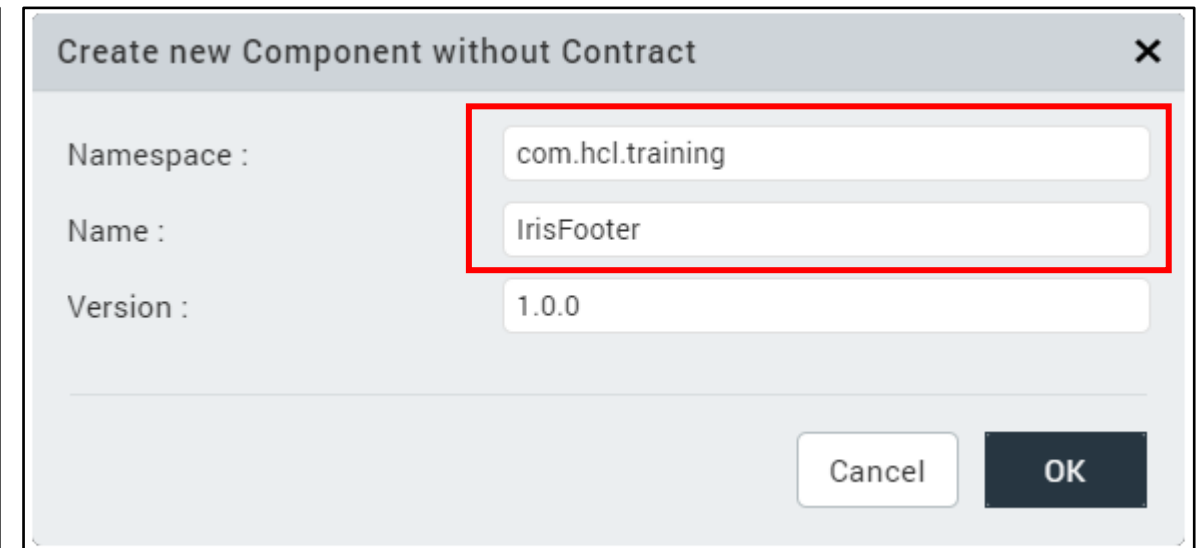 Create new Component without Contract
Namespace : com.hcl.training
Name : IrisFooter
Version : 1.0.0
Cancel OK